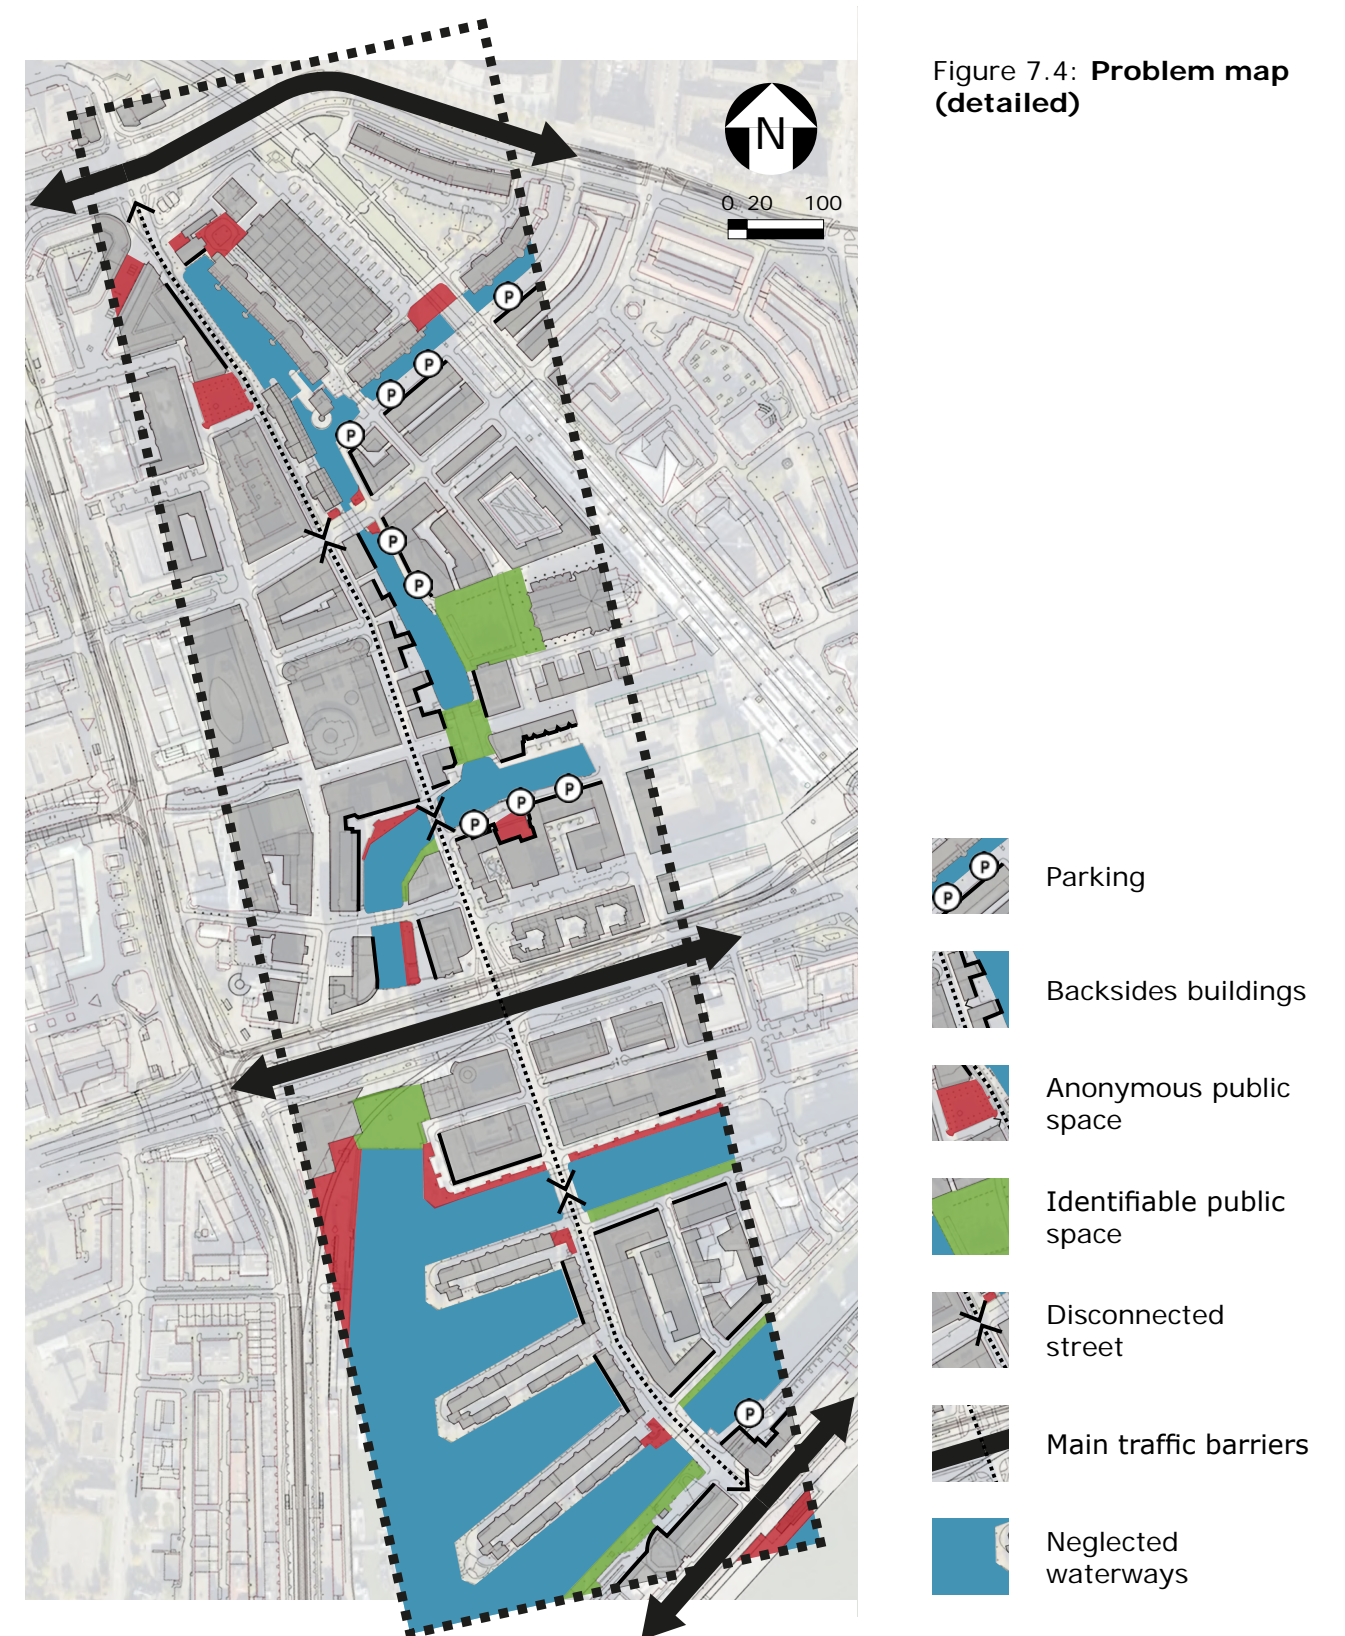 Figure 7.4: Problem map
(detailed)
N
0 20 100
P
P
P
P
P
P
P
P
P
P
P
P
Parking
Backsides buildings
Anonymous public
space
Identifiable public
space
Disconnected
street
Main traffic barriers
Neglected
waterways